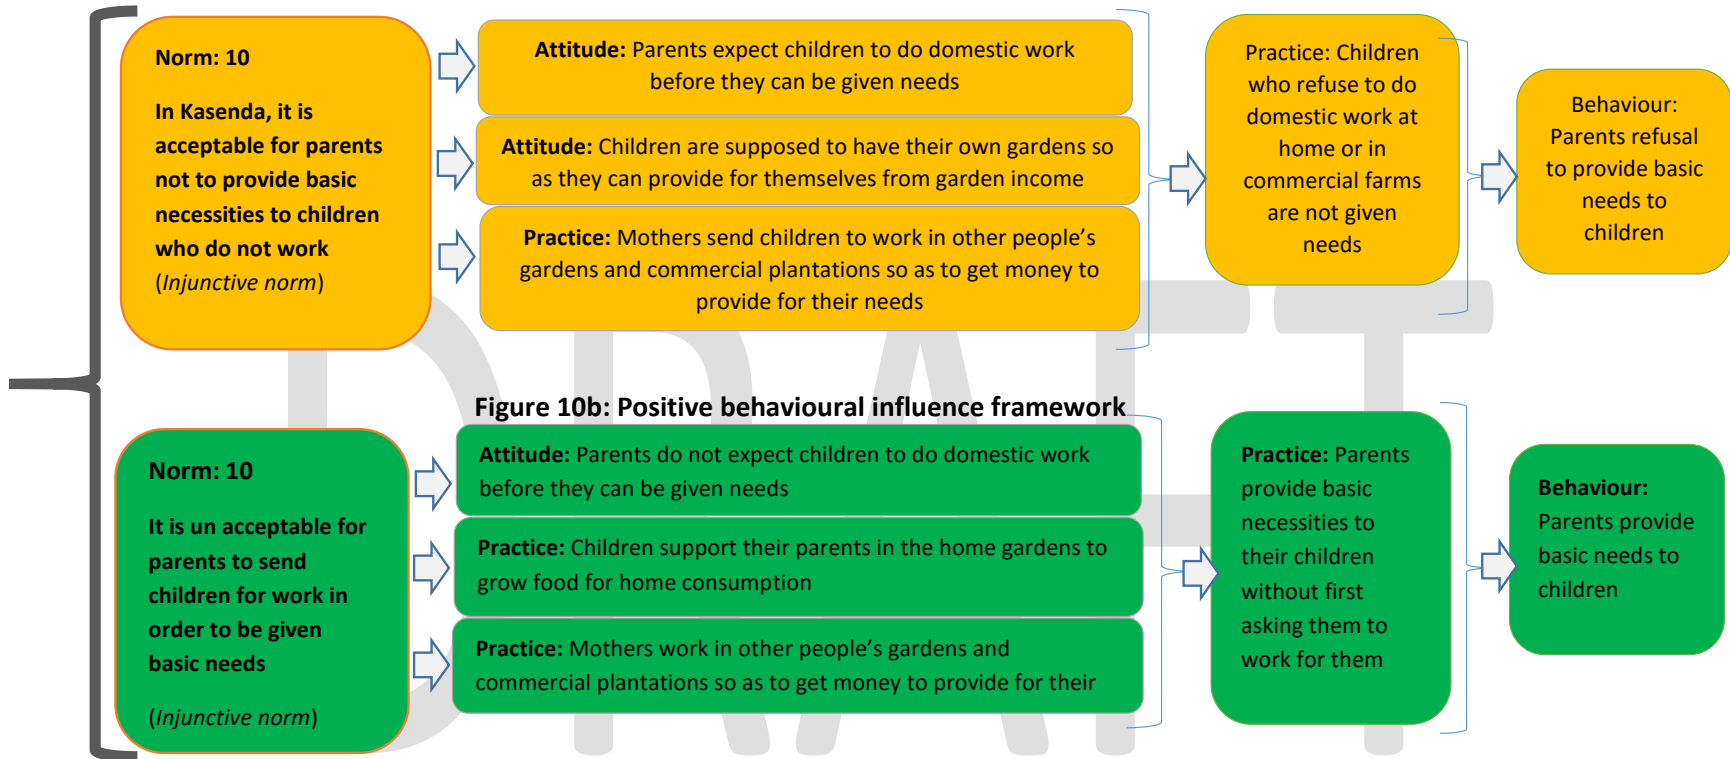 Norm: 10
In Kasenda, it is
acceptable for parents
not to provide basic
necessities to children
who do not work
(Injunctive norm)
Attitude: Parents expect children to do domestic work
before they can be given needs
Attitude: Children are supposed to have their own gardens so
as they can provide for themselves from garden income
Practice: Mothers send children to work in other people's
gardens and commercial plantations so as to get money to
provide for their needs
Practice: Children
who refuse to do
domestic work at
home or in
commercial farms
are not given
needs
Behaviour:
Parents refusal
to provide basic
needs to
children
DRAFT
Figure 10b: Positive behavioural influence framework
Norm: 10
It is un acceptable for
parents to send
children for work in
order to be given
basic needs
(Injunctive norm)
Attitude: Parents do not expect children to do domestic work
before they can be given needs
Practice: Children support their parents in the home gardens to
grow food for home consumption
Practice: Mothers work in other people's gardens and
commercial plantations so as to get money to provide for their
Practice: Parents
provide basic
necessities to
their children
without first
asking them to
work for them
Behaviour:
Parents provide
basic needs to
children